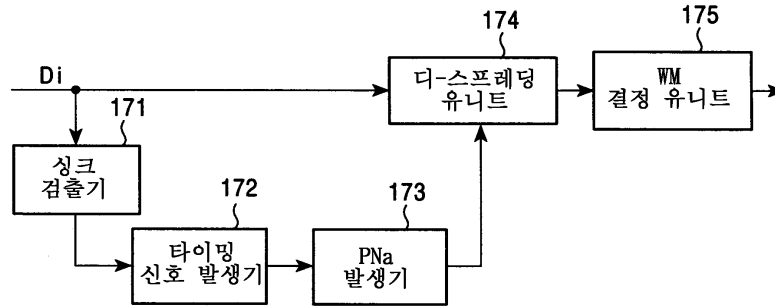 174
175
Di
디-스프레딩
유니트
WM
결정 유니트
171
싱크
검출기
172
173
타이밍
신호 발생기
PNa
발생기